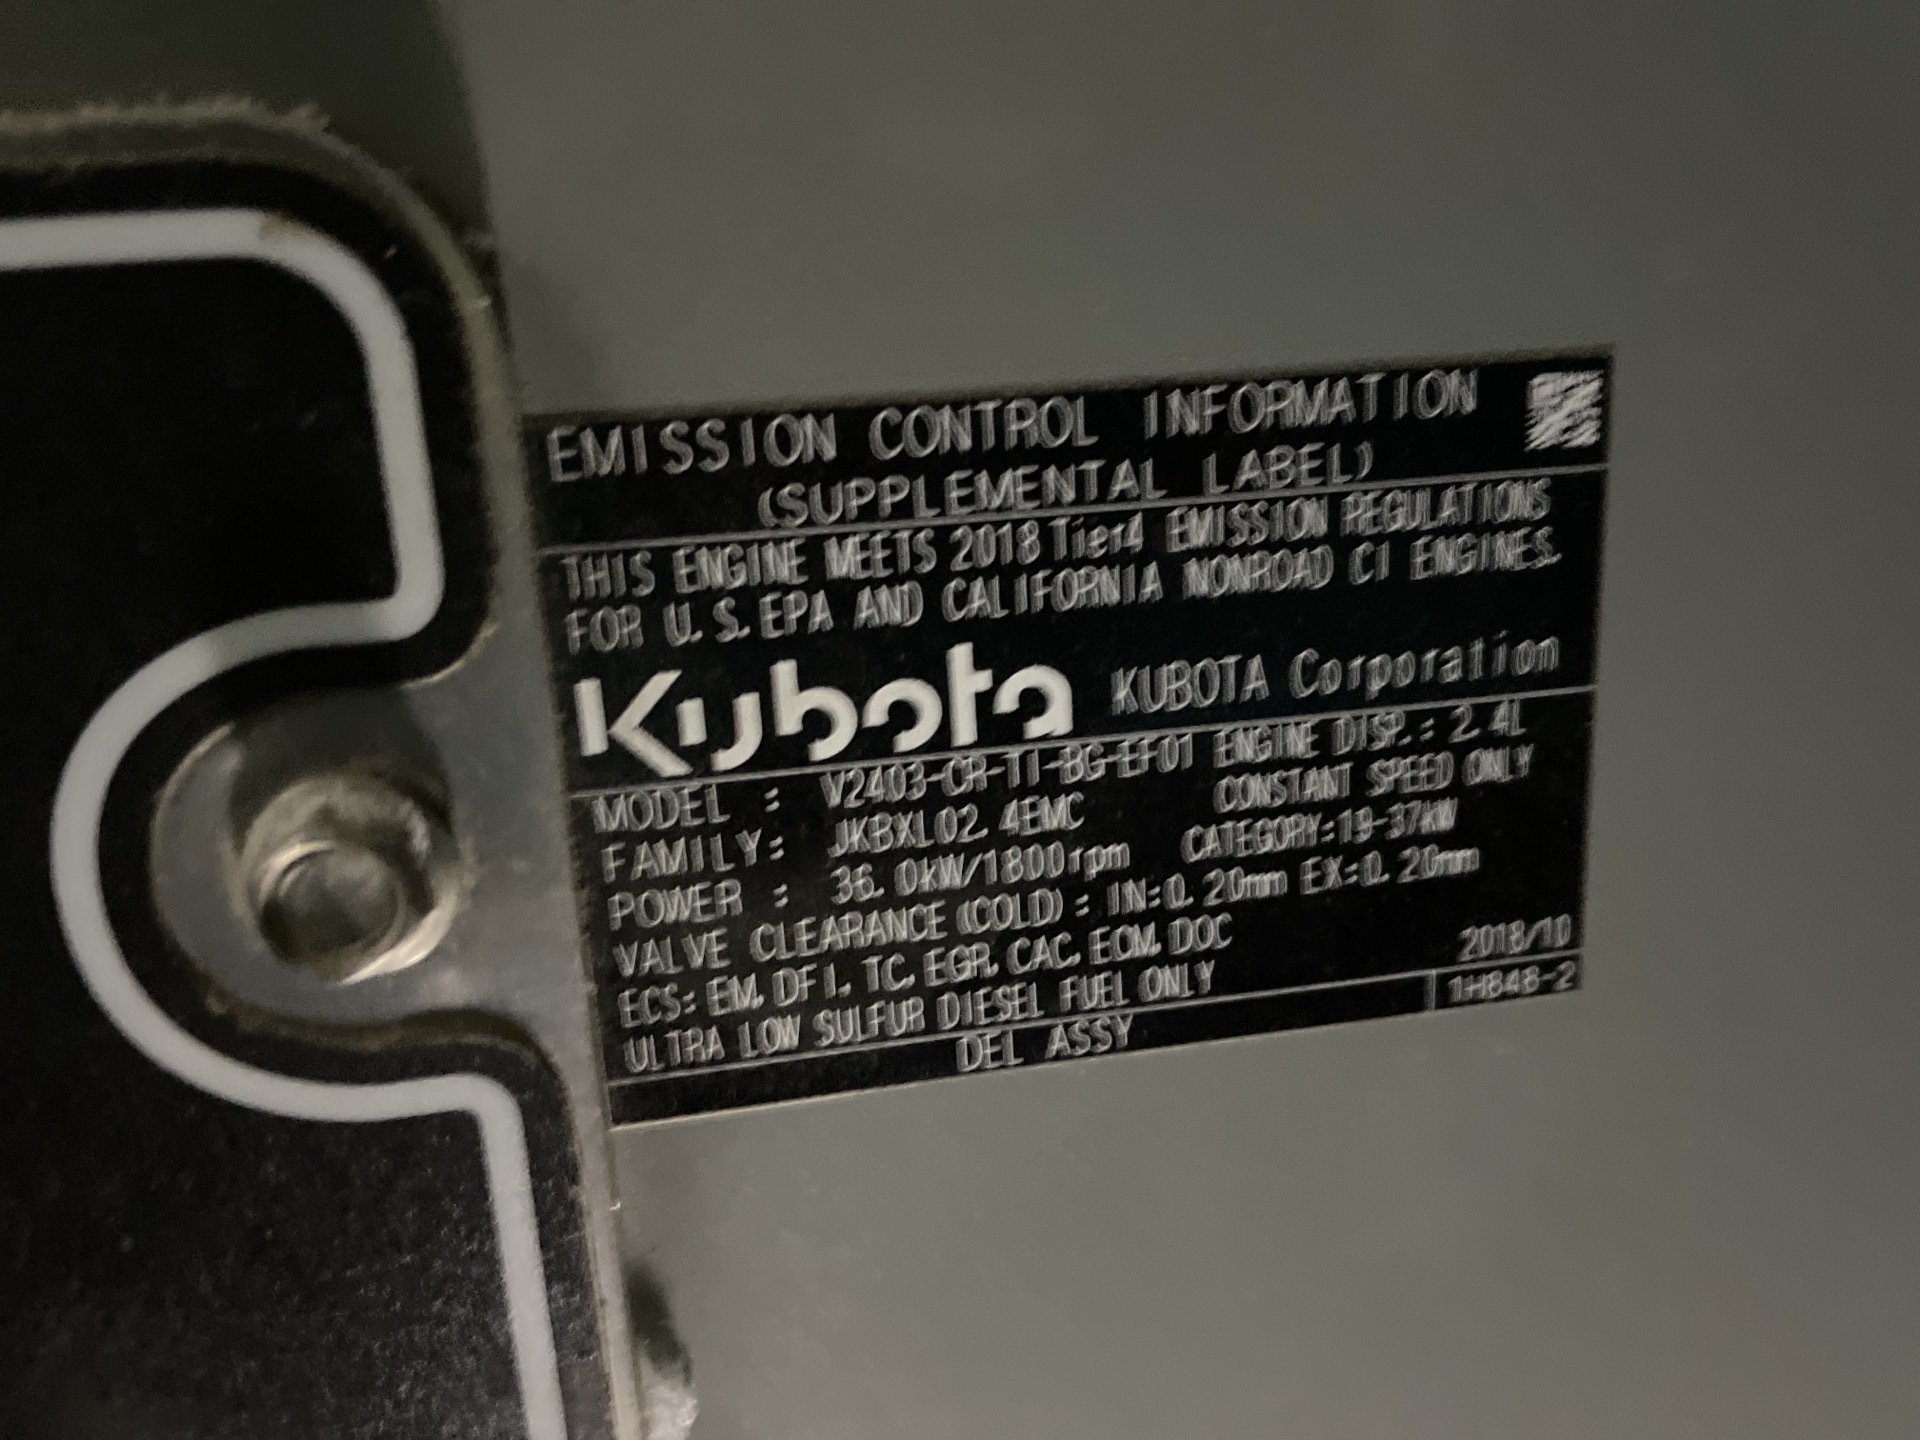 EMISSION CONTROL INFORMATION
(SUPPLEMENTAL LABEL)
THIS ENGINE MEETS 2018 Tier4 EMISSION REGULATIONS
FOR U.S.EPA AND CALIFORNIA NONROAD CI ENGINES.
Kubota KUBOTA Corporation
MODEL : V2403-CR-TI-BG-EF01 ENGINE DISP.: 2.4L
FAMILY: JKBXL02.4EMC CONSTANT SPEED ONLY
POWER : 36.0kW/1800rpm CATEGORY:19-37kW
VALVE CLEARANCE (COLD) : IN=0.20mm EX=0.20mm
ECS: EM, DFI, TC, EGR, CAC, ECM, DOC
ULTRA LOW SULFUR DIESEL FUEL ONLY 2018/10
DEL ASSY 1H848-2